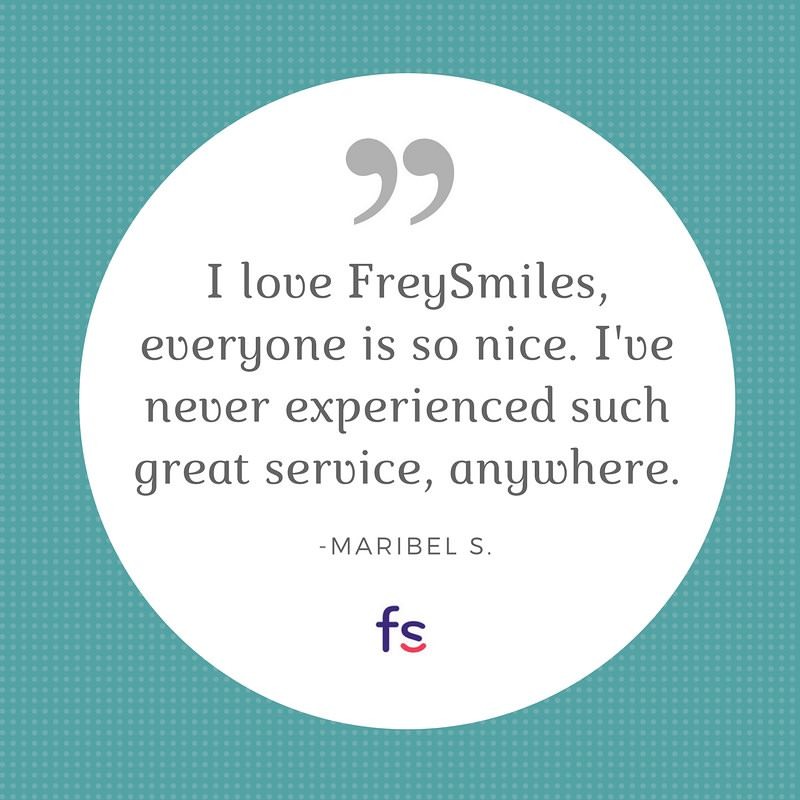 ”
I love FreySmiles,
everyone is so nice. I've
never experienced such
great service, anywhere.
-MARIBEL S.
fs